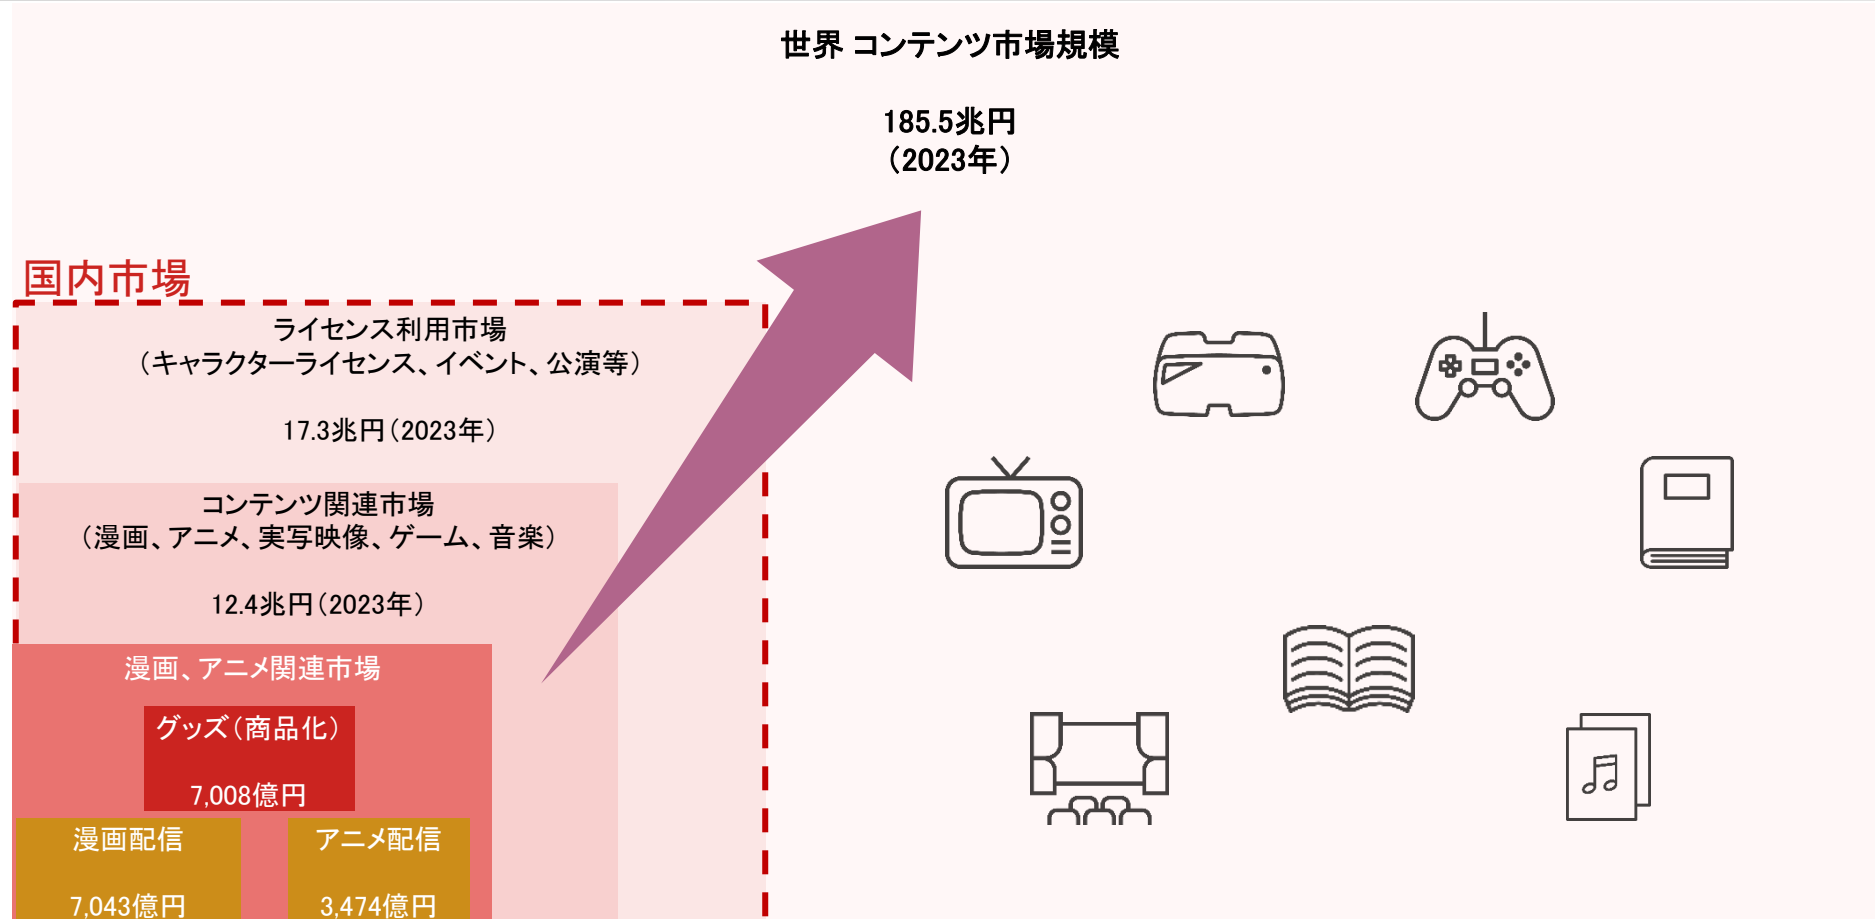 世界 コンテンツ市場規模
185.5兆円
（2023年）
国内市場
ライセンス利用市場
（キャラクターライセンス、イベント、公演等）
17.3兆円（2023年）
コンテンツ関連市場
（漫画、アニメ、実写映像、ゲーム、音楽）
12.4兆円（2023年）
漫画、アニメ関連市場
グッズ（商品化）
7,008億円
漫画配信
7,043億円
アニメ配信
3,474億円